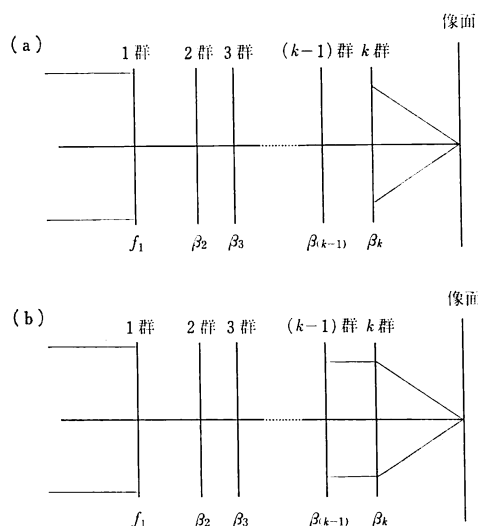 (a)
像面
1群 2群 3群 (k−1)群 k群
f₁ β₂ β₃ β₍ₖ₋₁₎ βₖ
(b)
像面
1群 2群 3群 (k−1)群 k群
f₁ β₂ β₃ β₍ₖ₋₁₎ βₖ